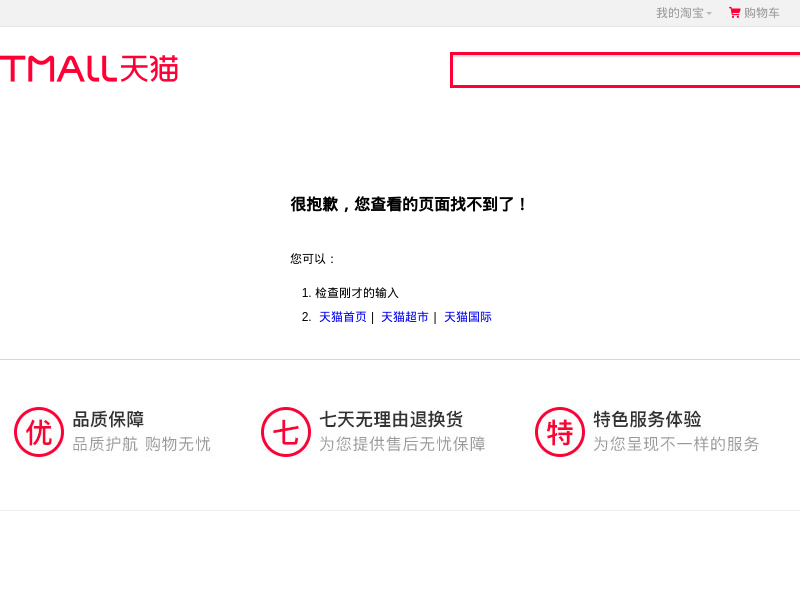 我的淘宝 购物车
TMALL天猫
很抱歉，您查看的页面找不到了！
您可以：
1. 检查刚才的输入
2. 天猫首页 | 天猫超市 | 天猫国际
优 品质保障
品质护航 购物无忧
七 七天无理由退换货
为您提供售后无忧保障
特 特色服务体验
为您呈现不一样的服务